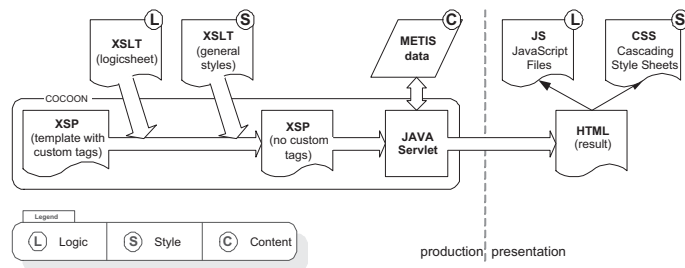 L
XSLT
(logicsheet)
S
XSLT
(general
styles)
C
METIS
data
L
JS
JavaScript
Files
S
CSS
Cascading
Style Sheets
COCOON
XSP
(template with
custom tags)
XSP
(no custom
tags)
JAVA
Servlet
HTML
(result)
Legend
L Logic
S Style
C Content
production
presentation